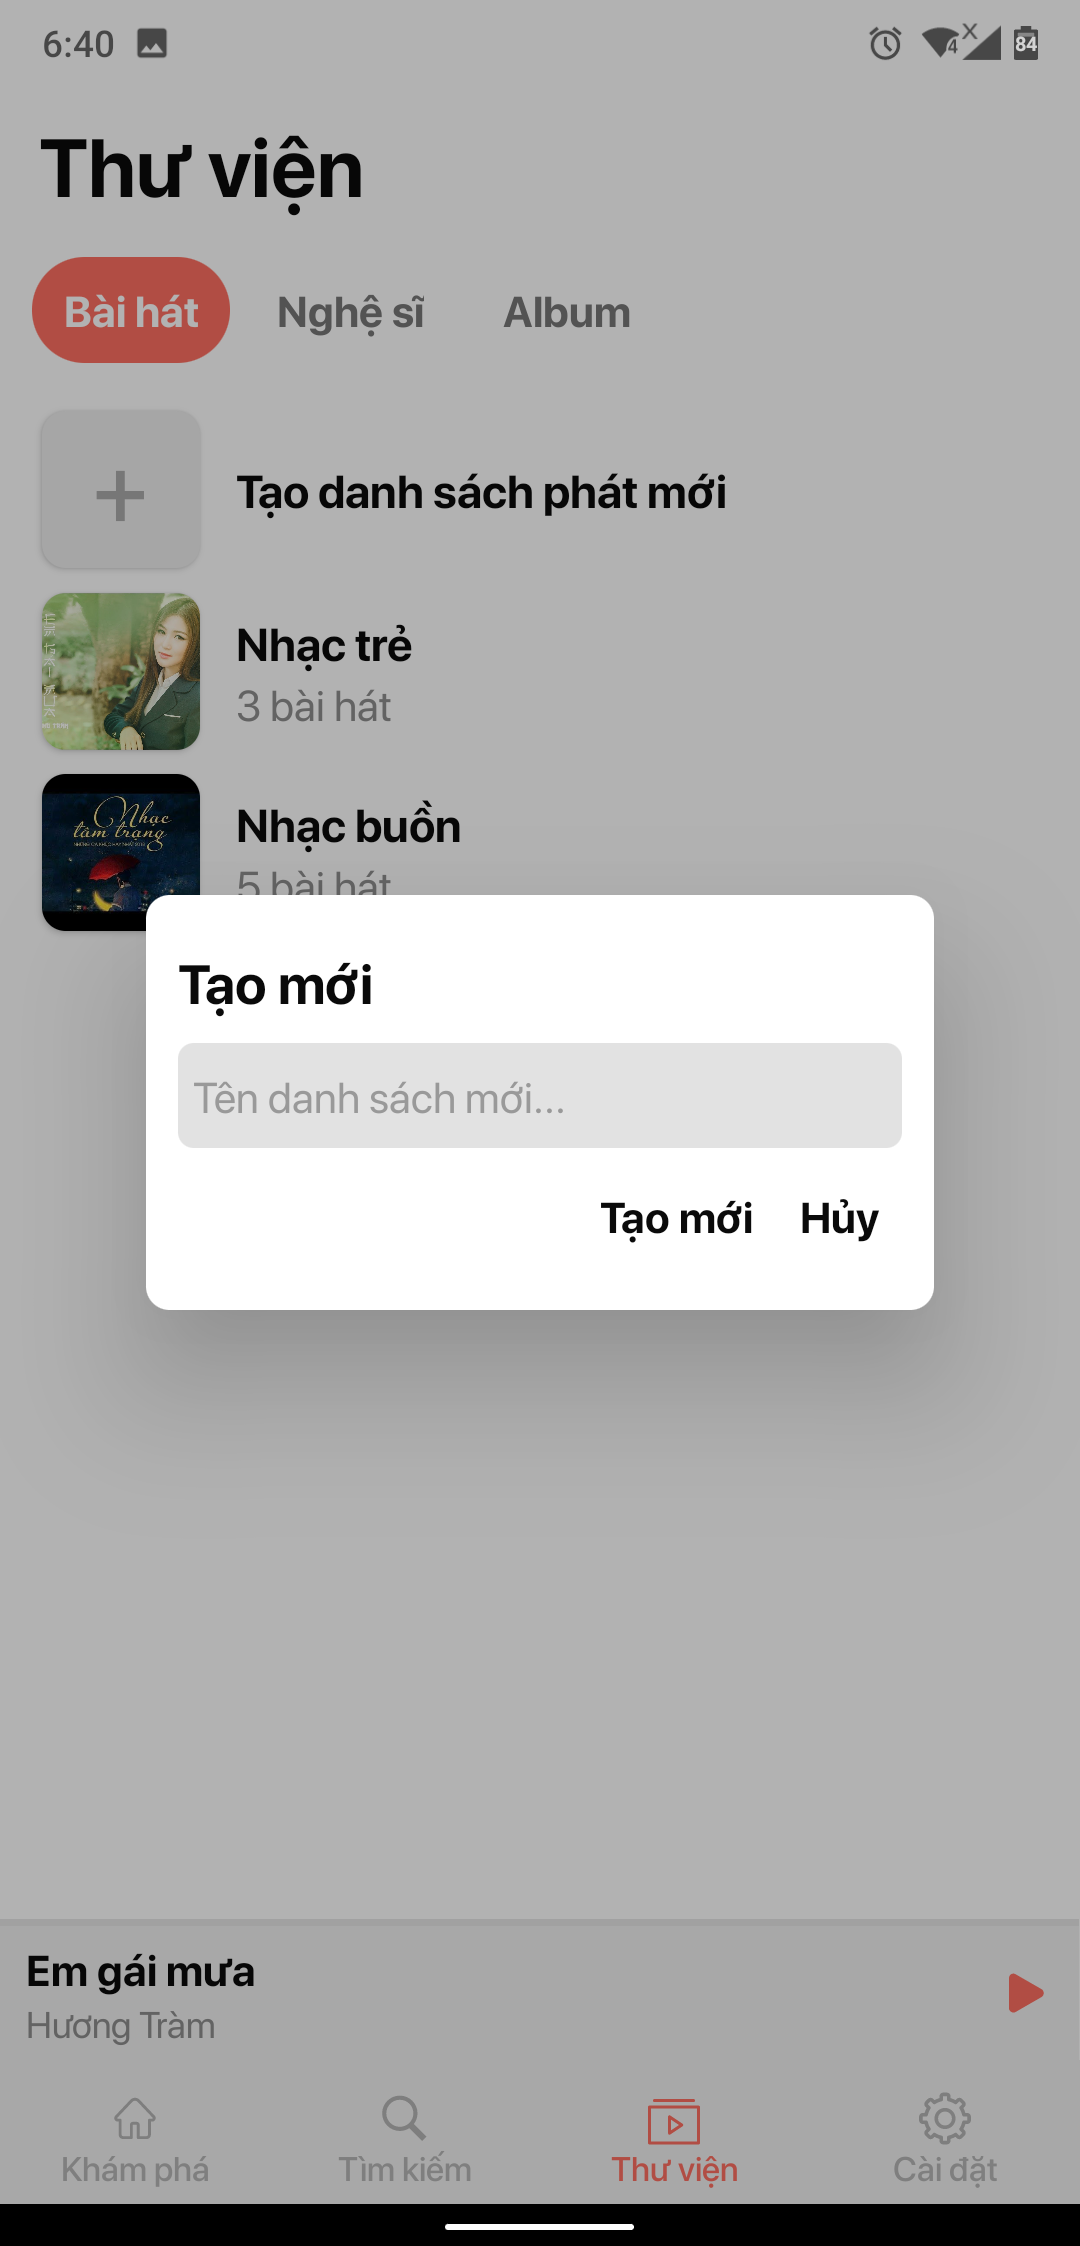 6:40
4
X
84
Thư viện
Bài hát
Nghệ sĩ
Album
Tạo danh sách phát mới
Nhạc trẻ
3 bài hát
Nhạc
tâm trạng
Nhạc buồn
5 bài hát
Tạo mới
Tên danh sách mới...
Tạo mới
Hủy
Em gái mưa
Hương Tràm
Khám phá
Tìm kiếm
Thư viện
Cài đặt